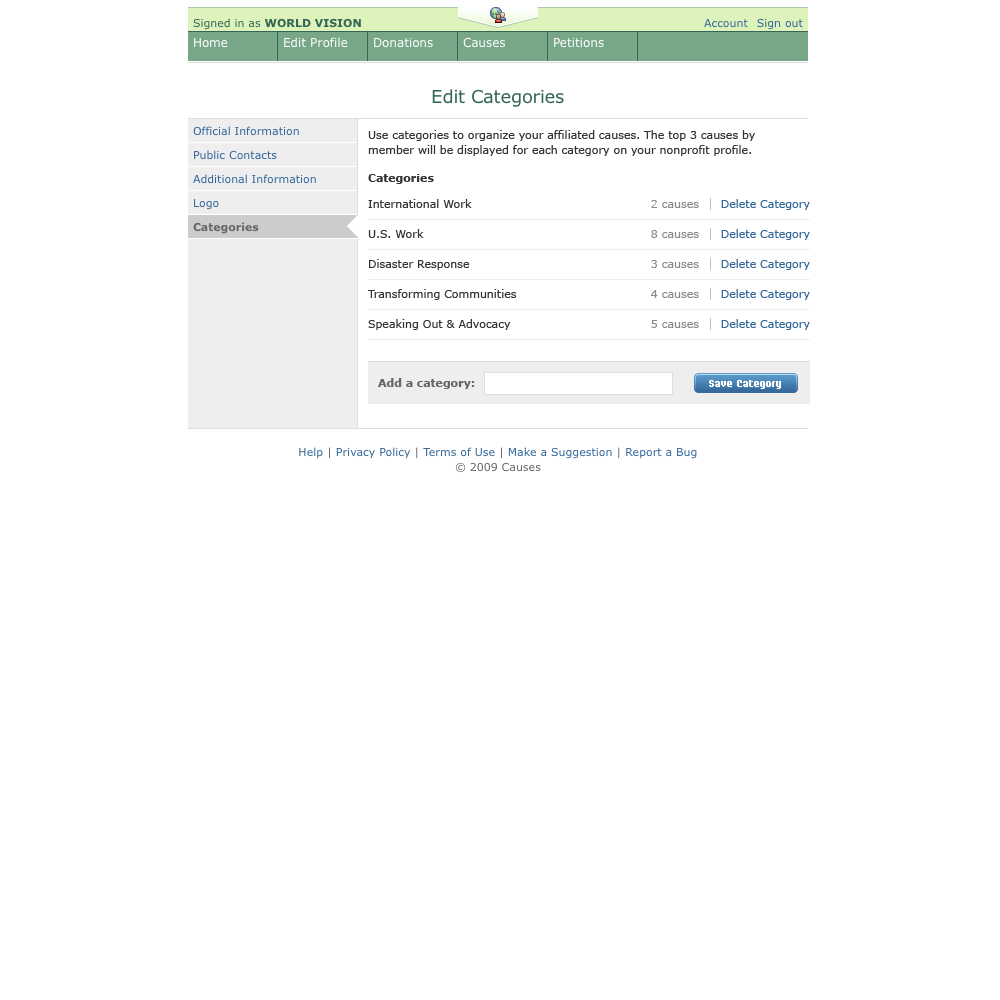 Signed in as WORLD VISION
Account Sign out
Home Edit Profile Donations Causes Petitions
Edit Categories
Official Information
Public Contacts
Additional Information
Logo
Categories
Use categories to organize your affiliated causes. The top 3 causes by
member will be displayed for each category on your nonprofit profile.
Categories
International Work 2 causes | Delete Category
U.S. Work 8 causes | Delete Category
Disaster Response 3 causes | Delete Category
Transforming Communities 4 causes | Delete Category
Speaking Out & Advocacy 5 causes | Delete Category
Add a category: Save Category
Help | Privacy Policy | Terms of Use | Make a Suggestion | Report a Bug
© 2009 Causes